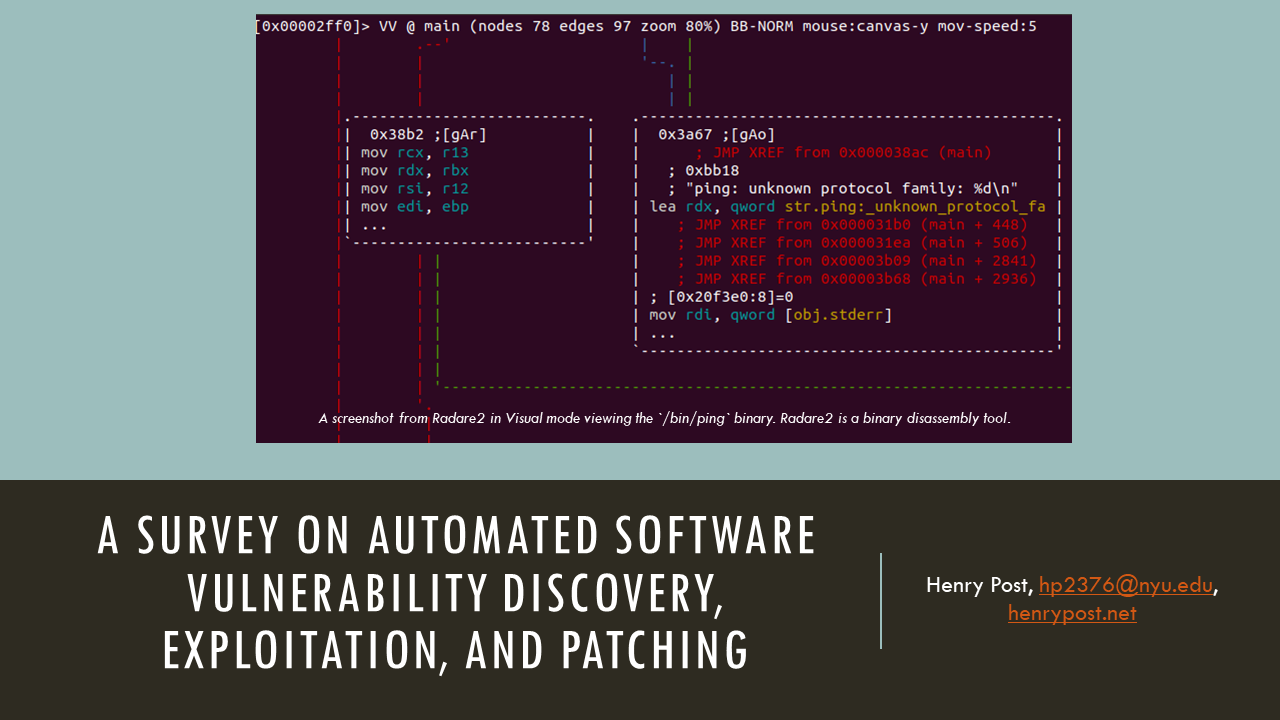 [0x00002ff0]> VV @ main (nodes 78 edges 97 zoom 80%) BB-NORM mouse:canvas-y mov-speed:5
0x38b2 ;[gAr]
mov rcx, r13
mov rdx, rbx
mov rsi, r12
mov edi, ebp
...
0x3a67 ;[gAo]
; JMP XREF from 0x000038ac (main)
; 0xbb18
; "ping: unknown protocol family: %d\n"
lea rdx, qword str.ping:_unknown_protocol_fa
; JMP XREF from 0x000031b0 (main + 448)
; JMP XREF from 0x000031ea (main + 506)
; JMP XREF from 0x00003b09 (main + 2841)
; JMP XREF from 0x00003b68 (main + 2936)
; [0x20f3e0:8]=0
mov rdi, qword [obj.stderr]
...
A screenshot from Radare2 in Visual mode viewing the `/bin/ping` binary. Radare2 is a binary disassembly tool.
A SURVEY ON AUTOMATED SOFTWARE
VULNERABILITY DISCOVERY,
EXPLOITATION, AND PATCHING
Henry Post, hp2376@nyu.edu,
henrypost.net